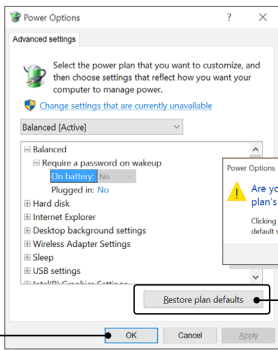 Power Options
Advanced settings
Select the power plan that you want to customize, and
then choose settings that reflect how you want your
computer to manage power.
Change settings that are currently unavailable
Balanced [Active]
Balanced
Require a password on wakeup
On battery: No
Plugged in: No
Hard disk
Internet Explorer
Desktop background settings
Wireless Adapter Settings
Sleep
USB settings
Intel(R) Graphics Settings
Power Options
Are yo
plan's
Clicking
default s
Restore plan defaults
OK
Cancel
Apply